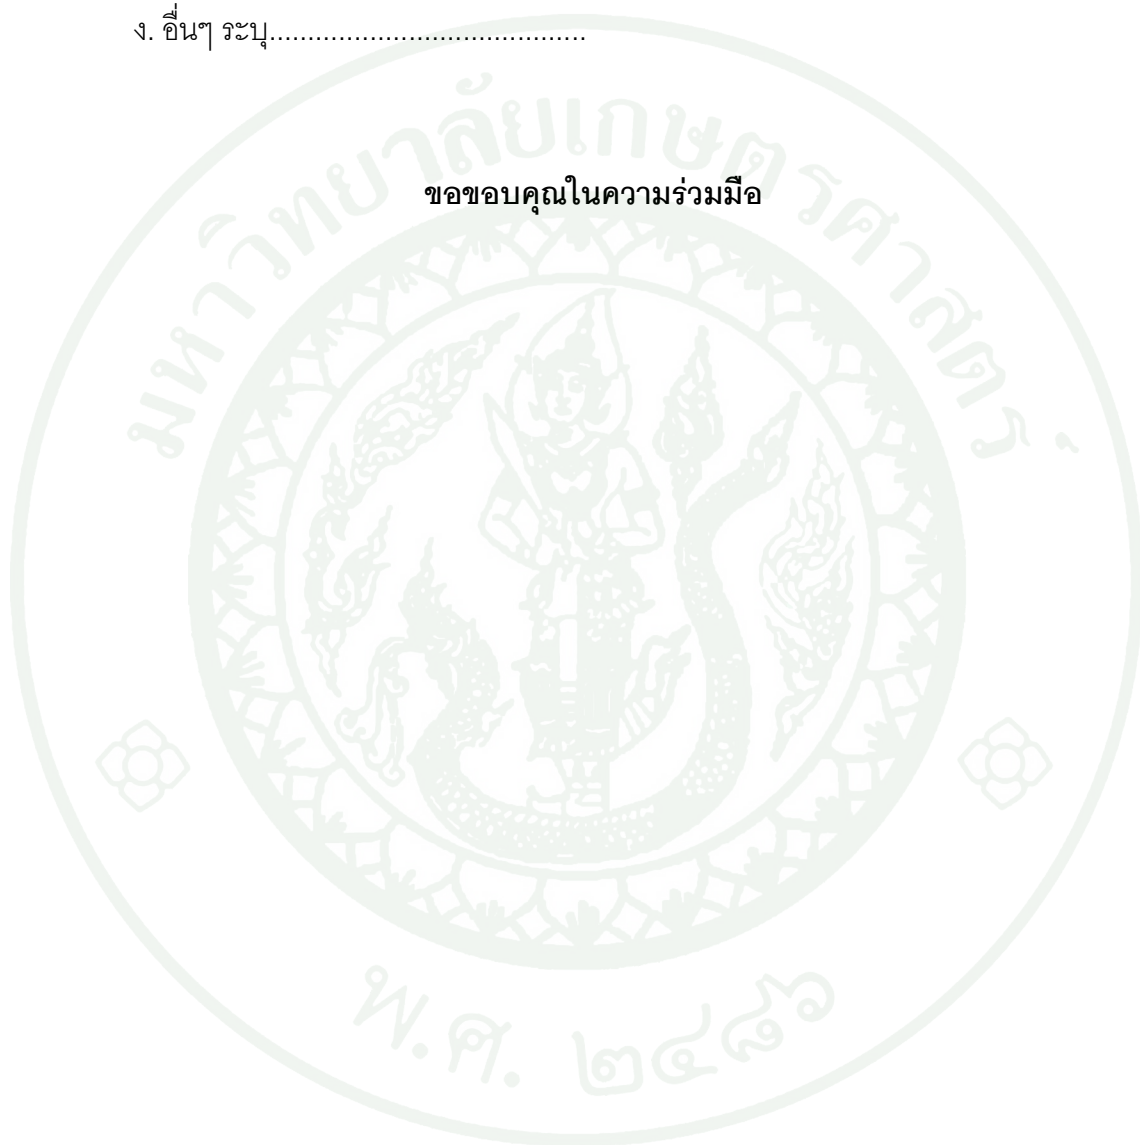 ง. อื่นๆ ระบุ.........................................
ขอขอบคุณในความร่วมมือ
มหาวิทยาลัยเกษตรศาสตร์
พ.ศ. ๒๔๘๖